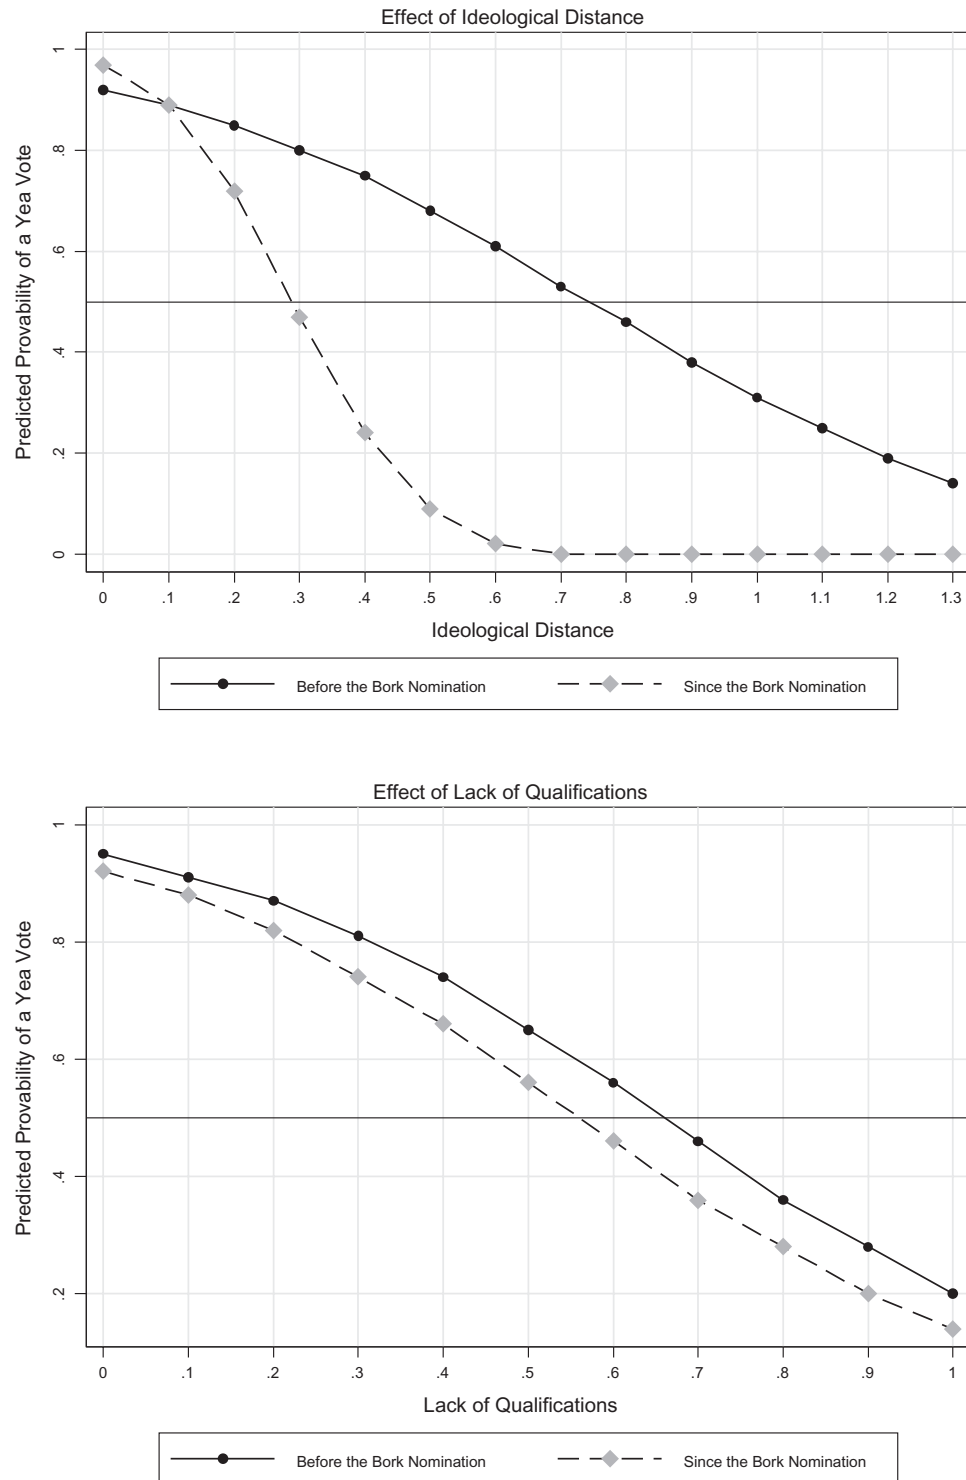 Effect of Ideological Distance
Predicted Provability of a Yea Vote
1
.8
.6
.4
.2
0
0 .1 .2 .3 .4 .5 .6 .7 .8 .9 1 1.1 1.2 1.3
Ideological Distance
Before the Bork Nomination Since the Bork Nomination
Effect of Lack of Qualifications
Predicted Provability of a Yea Vote
1
.8
.6
.4
.2
0 .1 .2 .3 .4 .5 .6 .7 .8 .9 1
Lack of Qualifications
Before the Bork Nomination Since the Bork Nomination